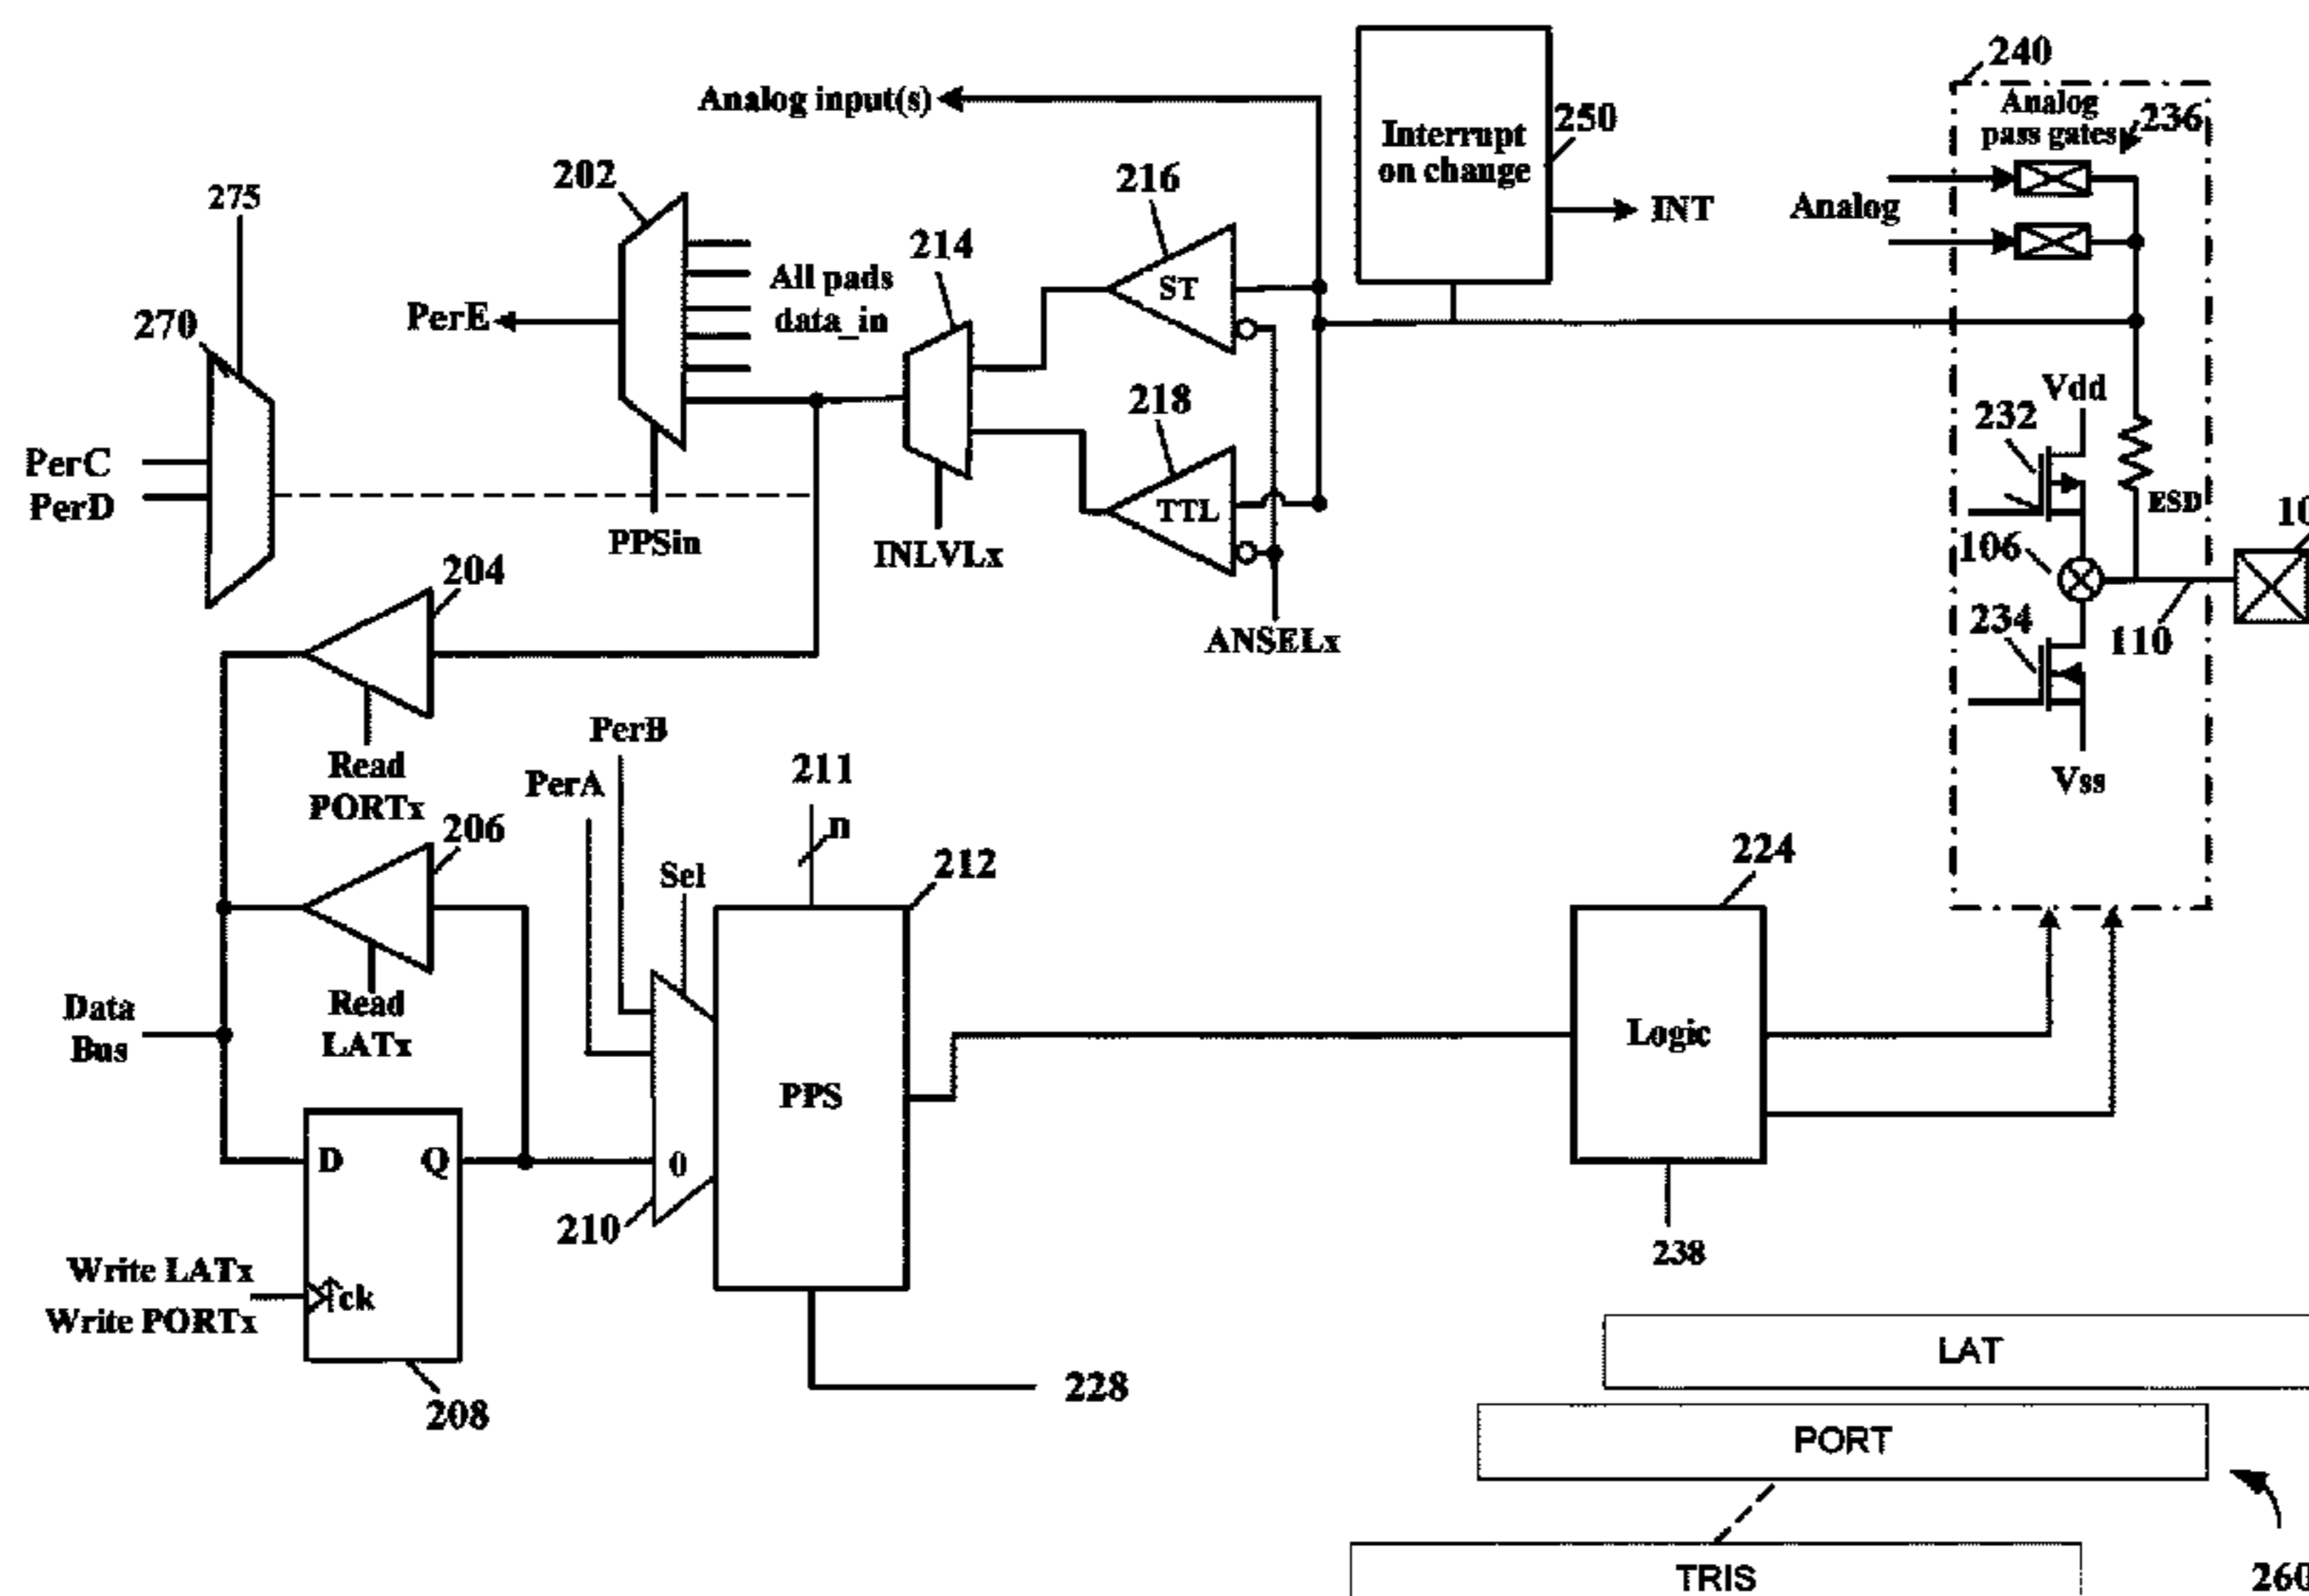 240
Analog
pass gates
236
Analog input(s)
Interrupt
on change
250
INT
Analog
275
202
216
214
ST
All pads
data_in
PerE
270
218
TTL
Vdd
232
ESD
PerC
PerD
PPSin
INLVLx
ANSELx
106
110
234
Vss
204
Read
PORTx
PerB
PerA
211
n
206
Sel
212
224
Read
LATx
Data
Bus
PPS
Logic
D
Q
0
210
238
Write LATx
Write PORTx
ck
208
228
LAT
PORT
TRIS